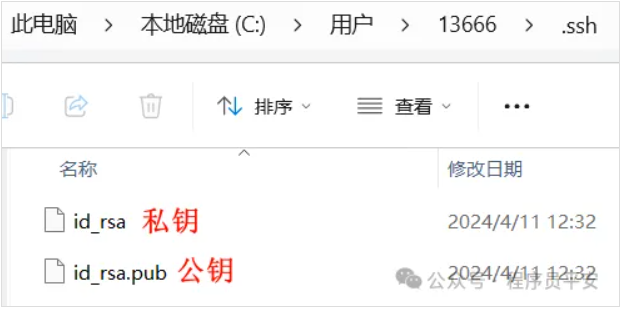 此电脑 > 本地磁盘 (C:) > 用户 > 13666 > .ssh
排序 查看 •••
名称 修改日期
id_rsa 私钥 2024/4/11 12:32
id_rsa.pub 公钥 2024/4/11 12:32
公众号 · 程序员平安